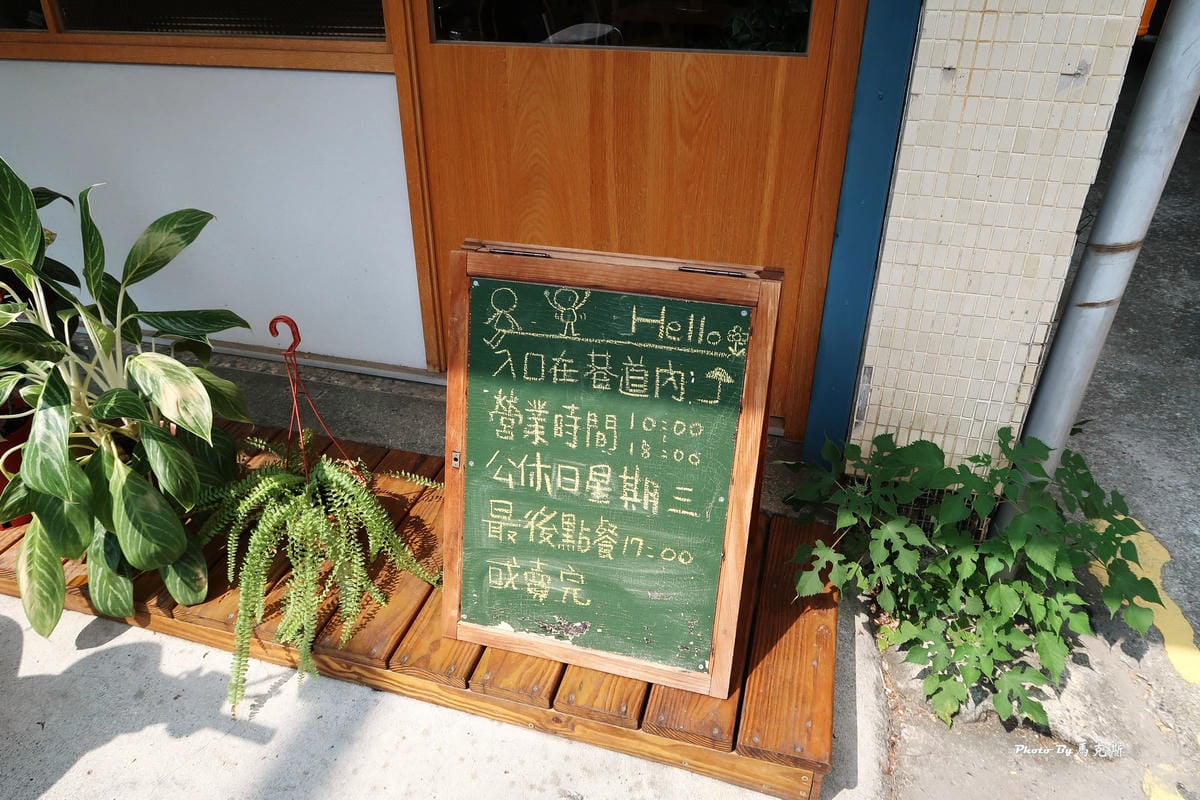 Hello
入口在巷道內
營業時間 10:00
18:00
公休日星期三
最後點餐 17:00
或賣完
Photo By 馬克斯